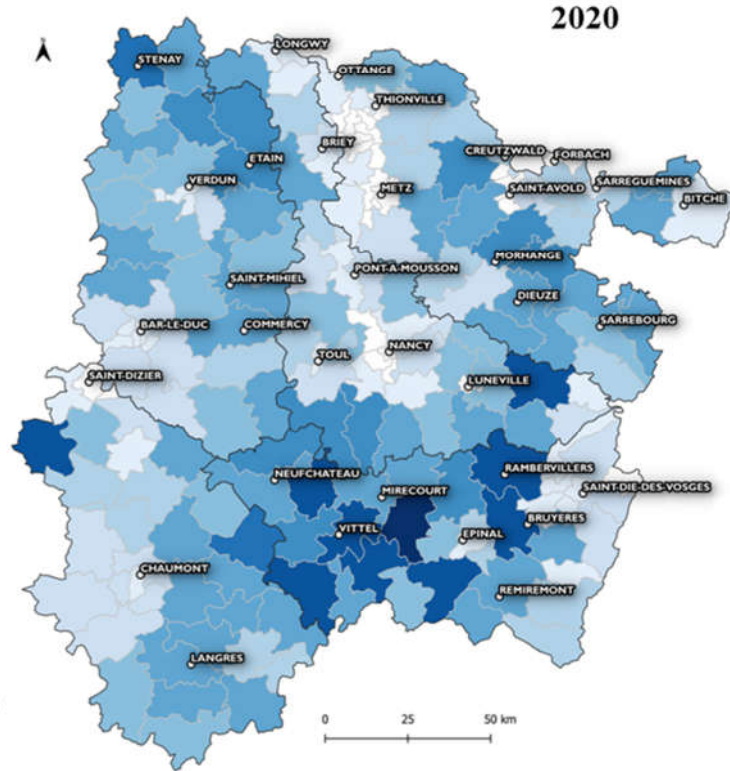 2020
LONGWY
STENAY
OTTANGE
THIONVILLE
BRIEY
CREUTZWALD
FORBACH
ETAIN
VERDUN
METZ
SAINT-AVOLD
SARREGUEMINES
BITCHE
MORHANGE
PONT-A-MOUSSON
SAINT-MIHIEL
DIEUZE
BAR-LE-DUC
COMMERCY
SARREBOURG
TOUL
NANCY
SAINT-DIZIER
LUNEVILLE
NEUFCHATEAU
RAMBERVILLERS
MIRECOURT
SAINT-DIE-DES-VOSGES
VITTEL
BRUYERES
EPINAL
CHAUMONT
REMIREMONT
LANGRES
0 25 50 km